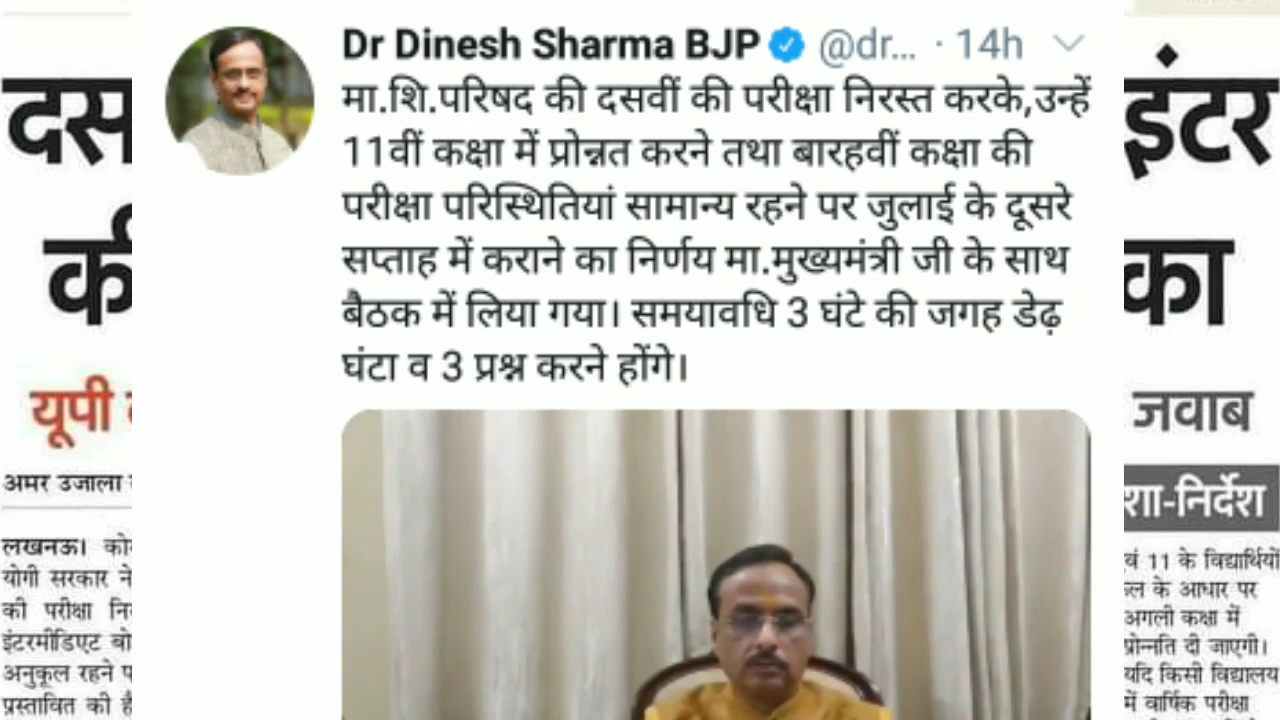 Dr Dinesh Sharma BJP @dr... · 14h
मा.शि.परिषद की दसवीं की परीक्षा निरस्त करके,उन्हें
11वीं कक्षा में प्रोन्नत करने तथा बारहवीं कक्षा की
परीक्षा परिस्थितियां सामान्य रहने पर जुलाई के दूसरे
सप्ताह में कराने का निर्णय मा.मुख्यमंत्री जी के साथ
बैठक में लिया गया। समयावधि 3 घंटे की जगह डेढ़
घंटा व 3 प्रश्न करने होंगे।
दस
की
यूपी
अमर उजाला
लखनऊ।
योगी सरकार ने
की परीक्षा
इंटरमीडिएट
अनुकूल रहने
प्रस्तावित की
इंटर
का
जवाब
निर्देश
11 के विद्यार्थियों
के आधार पर
अगली कक्षा में
प्रोन्नति दी जाएगी।
यदि किसी विद्यालय
में वार्षिक परीक्षा